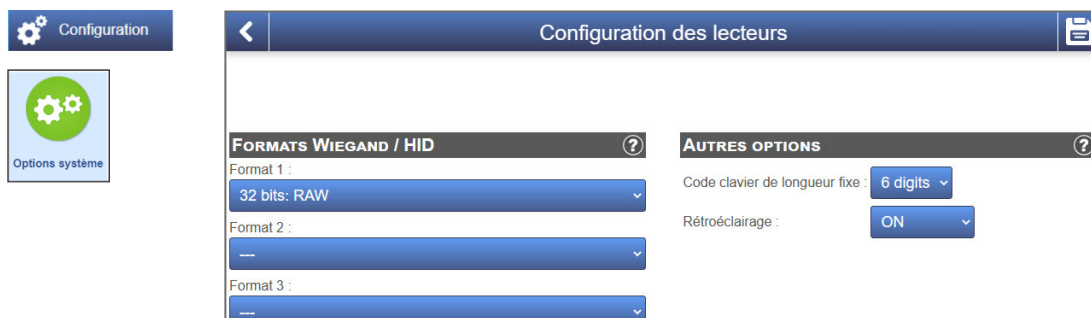 Configuration
Configuration des lecteurs
Options système
FORMATS WIEGAND / HID ?
Format 1 :
32 bits: RAW
Format 2 :
---
Format 3 :
---
AUTRES OPTIONS ?
Code clavier de longueur fixe : 6 digits
Rétroéclairage : ON